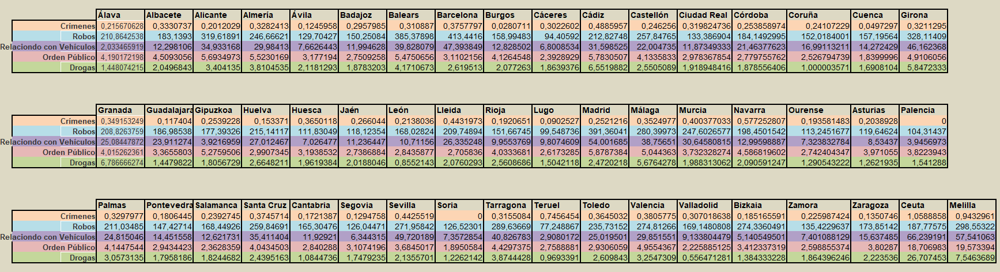 Álava Albacete Alicante Almería Ávila Badajoz Balears Barcelona Burgos Cáceres Cádiz Castellón Ciudad Real Córdoba Coruña Cuenca Girona
Crímenes 0,215670628 0,3330737 0,2012029 0,3282413 0,1245958 0,2957985 0,310887 0,3757797 0,0280711 0,3022602 0,4885957 0,246256 0,319824736 0,253858974 0,24107229 0,0497297 0,3211295
Robos 210,8642538 183,1393 319,61891 246,66621 129,70427 150,25084 385,37898 413,4416 158,99483 94,40592 212,82748 257,84765 133,386904 184,1492995 152,0184001 157,19564 328,11409
Relaciondo con Vehículos 2,033465919 12,298106 34,933168 29,98413 7,6626443 11,994628 39,828079 47,393849 12,828502 6,8008534 31,598525 22,004735 11,87349333 21,46377623 16,99113211 14,272429 46,162368
Orden Público 4,190172198 4,5093056 5,6934973 5,5230169 3,177194 2,7509258 5,4750656 3,1102156 4,1264548 2,3928929 5,7830507 4,1335833 2,978367854 2,779755762 2,526794739 1,8399996 4,9106056
Drogas 1,448074215 2,0496843 3,404135 3,8104535 2,1181293 1,8783203 4,1710673 2,619513 2,077263 1,8639376 6,5519882 2,5505089 1,918948416 1,878556406 1,000003571 1,6908104 5,8472333
Granada Guadalajara Gipuzkoa Huelva Huesca Jaén León Lleida Rioja Lugo Madrid Málaga Murcia Navarra Ourense Asturias Palencia
Crímenes 0,349153249 0,117404 0,2539228 0,153371 0,3650118 0,266044 0,2138036 0,4431973 0,1920651 0,0902527 0,2521216 0,3524977 0,400377033 0,577252807 0,193581483 0,2038928 0
Robos 208,8263759 186,98538 177,39326 215,14117 111,83049 118,12354 168,02824 209,74894 151,66745 99,548736 391,36041 280,39973 247,6026577 198,4501542 113,2451677 119,64624 104,31437
Relaciondo con Vehículos 25,08447872 23,911274 3,9216959 27,012467 7,026477 11,236447 10,71156 26,335248 9,9553769 9,8074609 54,001685 38,75651 30,64580815 12,99598887 7,323832784 8,53437 3,9456973
Orden Público 4,015262361 3,3655803 5,2759506 2,9907345 3,1938532 2,7386884 2,8435877 2,705836 4,0333681 2,6173285 5,8787384 5,044363 3,732328274 4,586819602 2,742404347 3,971055 3,8223943
Drogas 6,786666274 1,4479822 1,8056729 2,6648211 1,9619384 2,0188046 0,8552143 2,0760293 2,5608686 1,5042118 2,4720218 5,6764278 1,988313062 2,090591247 1,290543222 1,2621935 1,541288
Palmas Pontevedra Salamanca Santa Cruz Cantabria Segovia Sevilla Soria Tarragona Teruel Toledo Valencia Valladolid Bizkaia Zamora Zaragoza Ceuta Melilla
Crímenes 0,3297977 0,1806445 0,2392745 0,3745714 0,1721387 0,1294758 0,4425519 0 0,3155084 0,7456454 0,3645032 0,3805775 0,307018638 0,185165591 0,225987424 0,1350746 1,0588858 0,9432961
Robos 211,03485 147,42714 168,44926 259,84691 165,30476 126,04471 271,95842 126,52301 289,63669 77,248867 235,73152 274,81266 169,1480808 274,3360491 135,4229637 173,85142 187,77575 298,55322
Relaciondo con Vehículos 24,815046 14,451558 12,621731 35,411404 11,92921 6,344315 49,720189 7,3572854 40,826783 2,9080172 25,019501 29,851551 9,133804479 5,140549501 7,401088129 15,637485 66,239191 57,541063
Orden Público 4,1447544 2,9434423 2,3628359 4,0434503 2,840288 3,1074196 3,6845017 1,8950584 4,4297375 2,7588881 2,9306059 4,9554367 2,225885125 3,412337319 2,598855374 3,80287 18,706983 19,573394
Drogas 3,0573135 1,7958186 1,8244682 2,4395163 1,0844736 1,7479235 2,1355701 1,2262142 3,8744428 0,9693391 2,609843 3,2547309 0,556471281 1,384333228 1,864396246 2,223536 26,707453 7,5463689